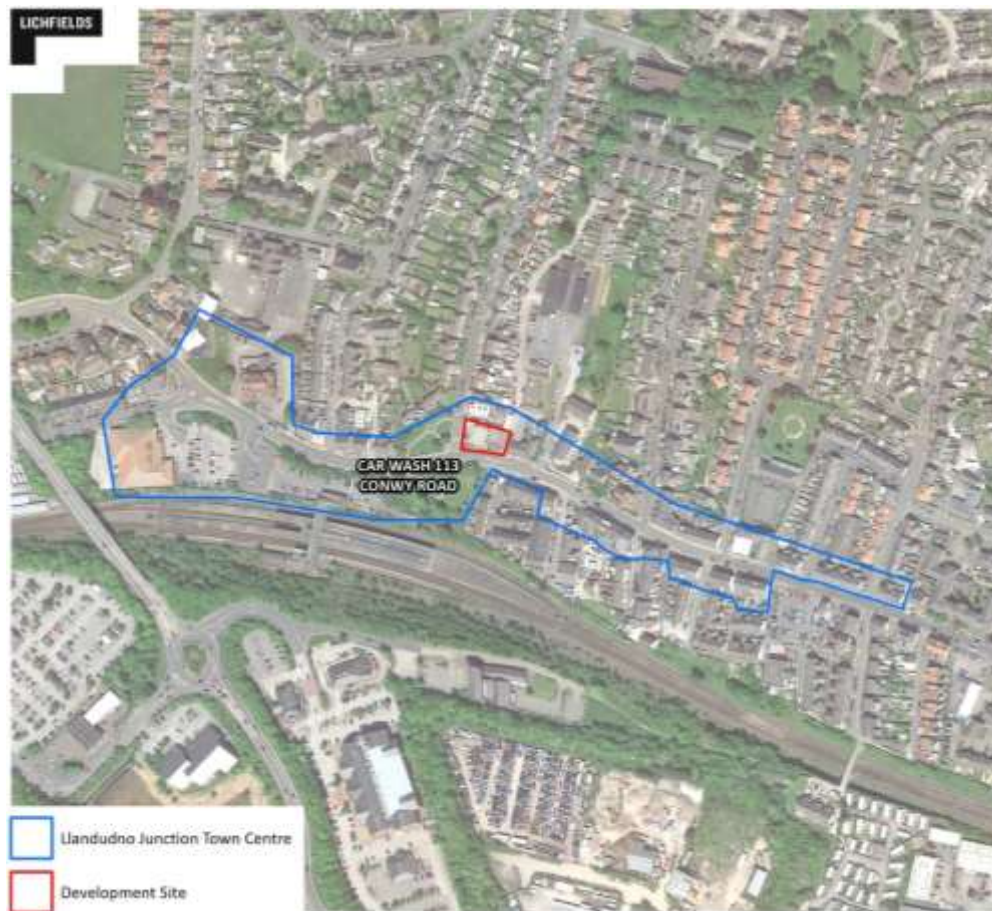 LICHFIELDS
CAR WASH 113
CONWY ROAD
Llandudno Junction Town Centre
Development Site